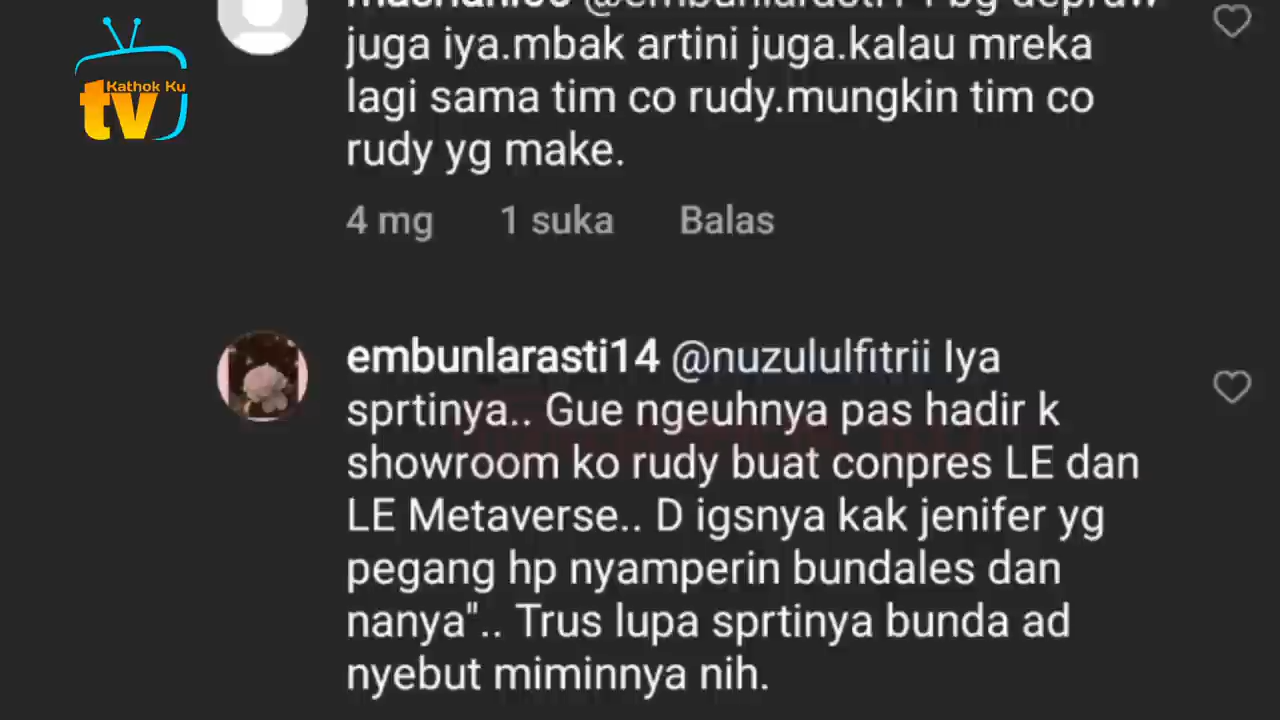 Kathok Ku
tv
juga iya.mbak artini juga.kalau mreka
lagi sama tim co rudy.mungkin tim co
rudy yg make.
4 mg 1 suka Balas
embunlarasti14 @nuzululfitrii Iya
sprtinya.. Gue ngeuhnya pas hadir k
showroom ko rudy buat conpres LE dan
LE Metaverse.. D igsnya kak jenifer yg
pegang hp nyamperin bundales dan
nanya".. Trus lupa sprtinya bunda ad
nyebut miminnya nih.